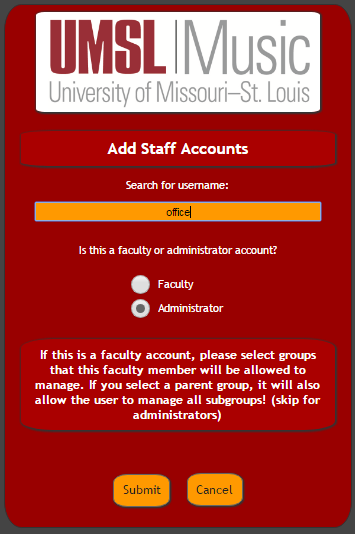 UMSL Music
University of Missouri–St. Louis
Add Staff Accounts
Search for username:
office
Is this a faculty or administrator account?
Faculty
Administrator
If this is a faculty account, please select groups
that this faculty member will be allowed to
manage. If you select a parent group, it will also
allow the user to manage all subgroups! (skip for
administrators)
Submit Cancel